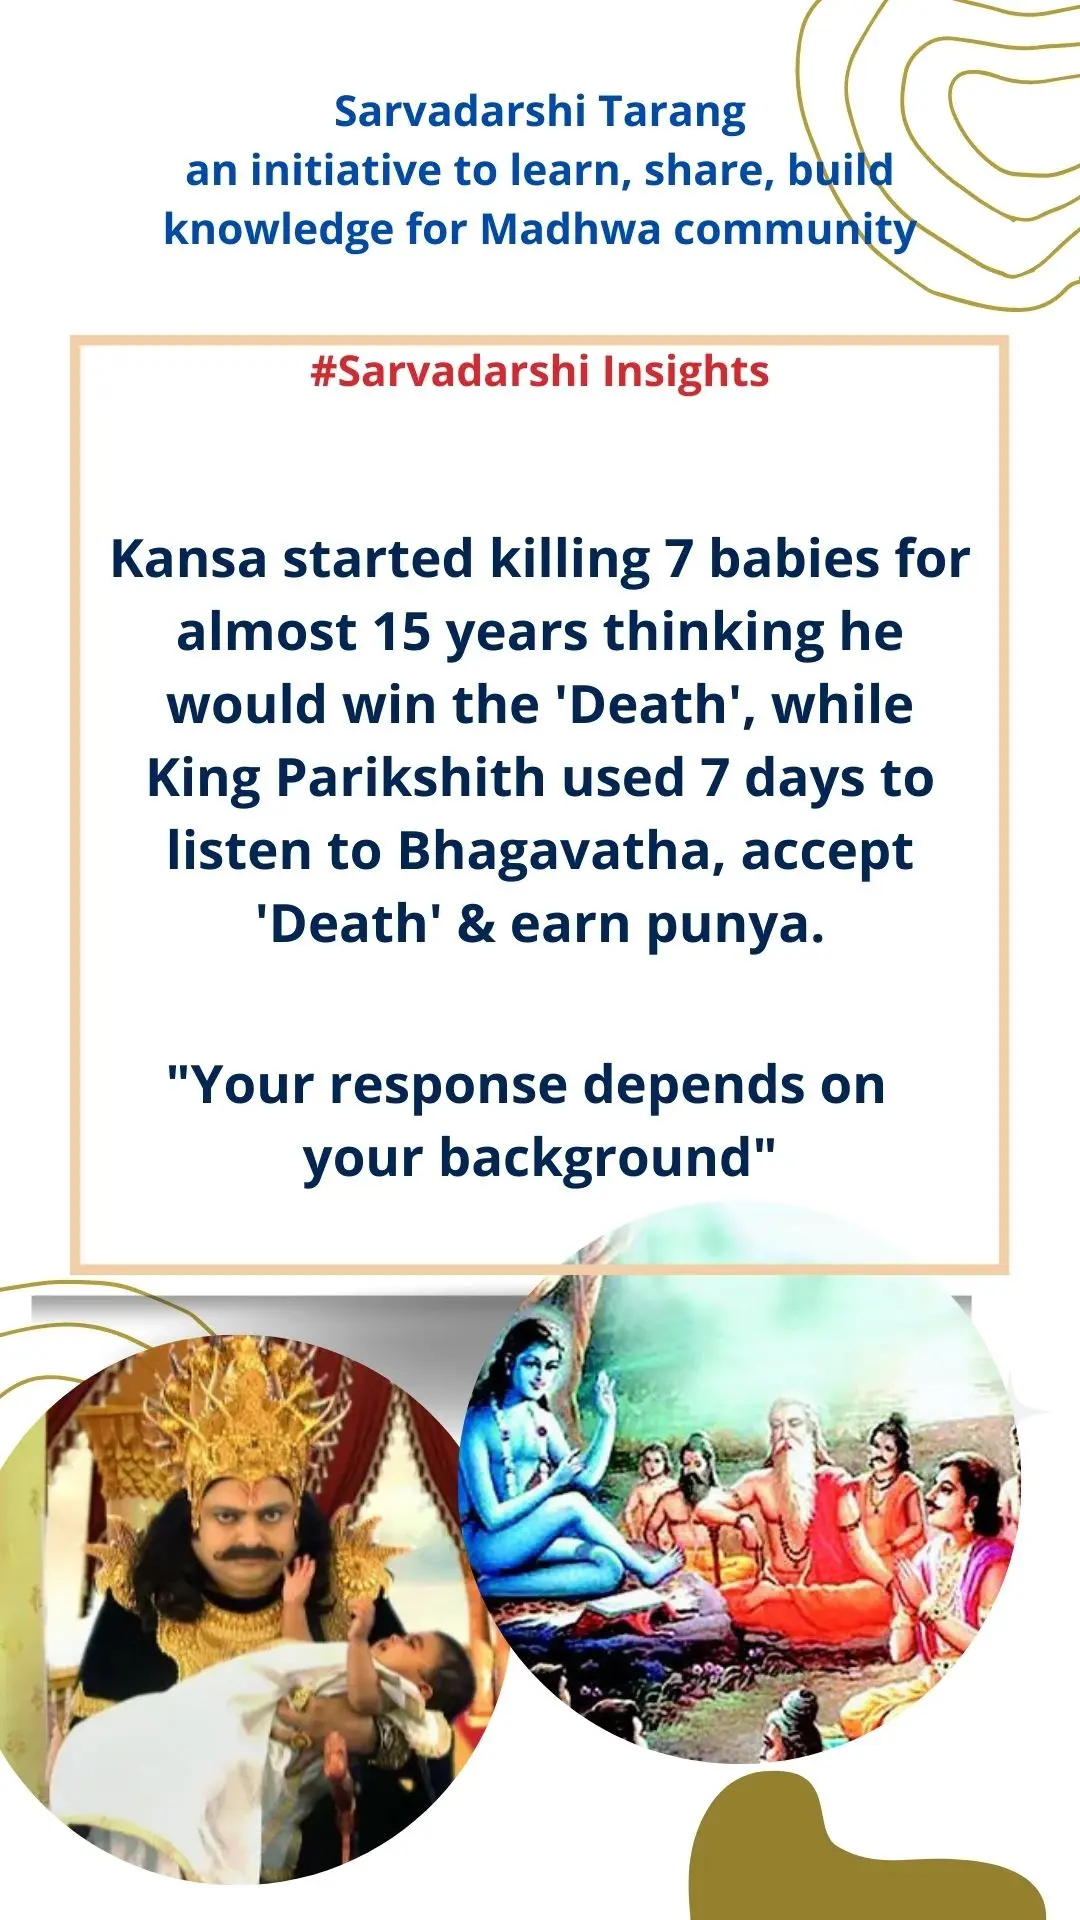 Sarvadarshi Tarang
an initiative to learn, share, build
knowledge for Madhwa community
#Sarvadarshi Insights
Kansa started killing 7 babies for
almost 15 years thinking he
would win the 'Death', while
King Parikshith used 7 days to
listen to Bhagavatha, accept
'Death' & earn punya.
"Your response depends on
your background"